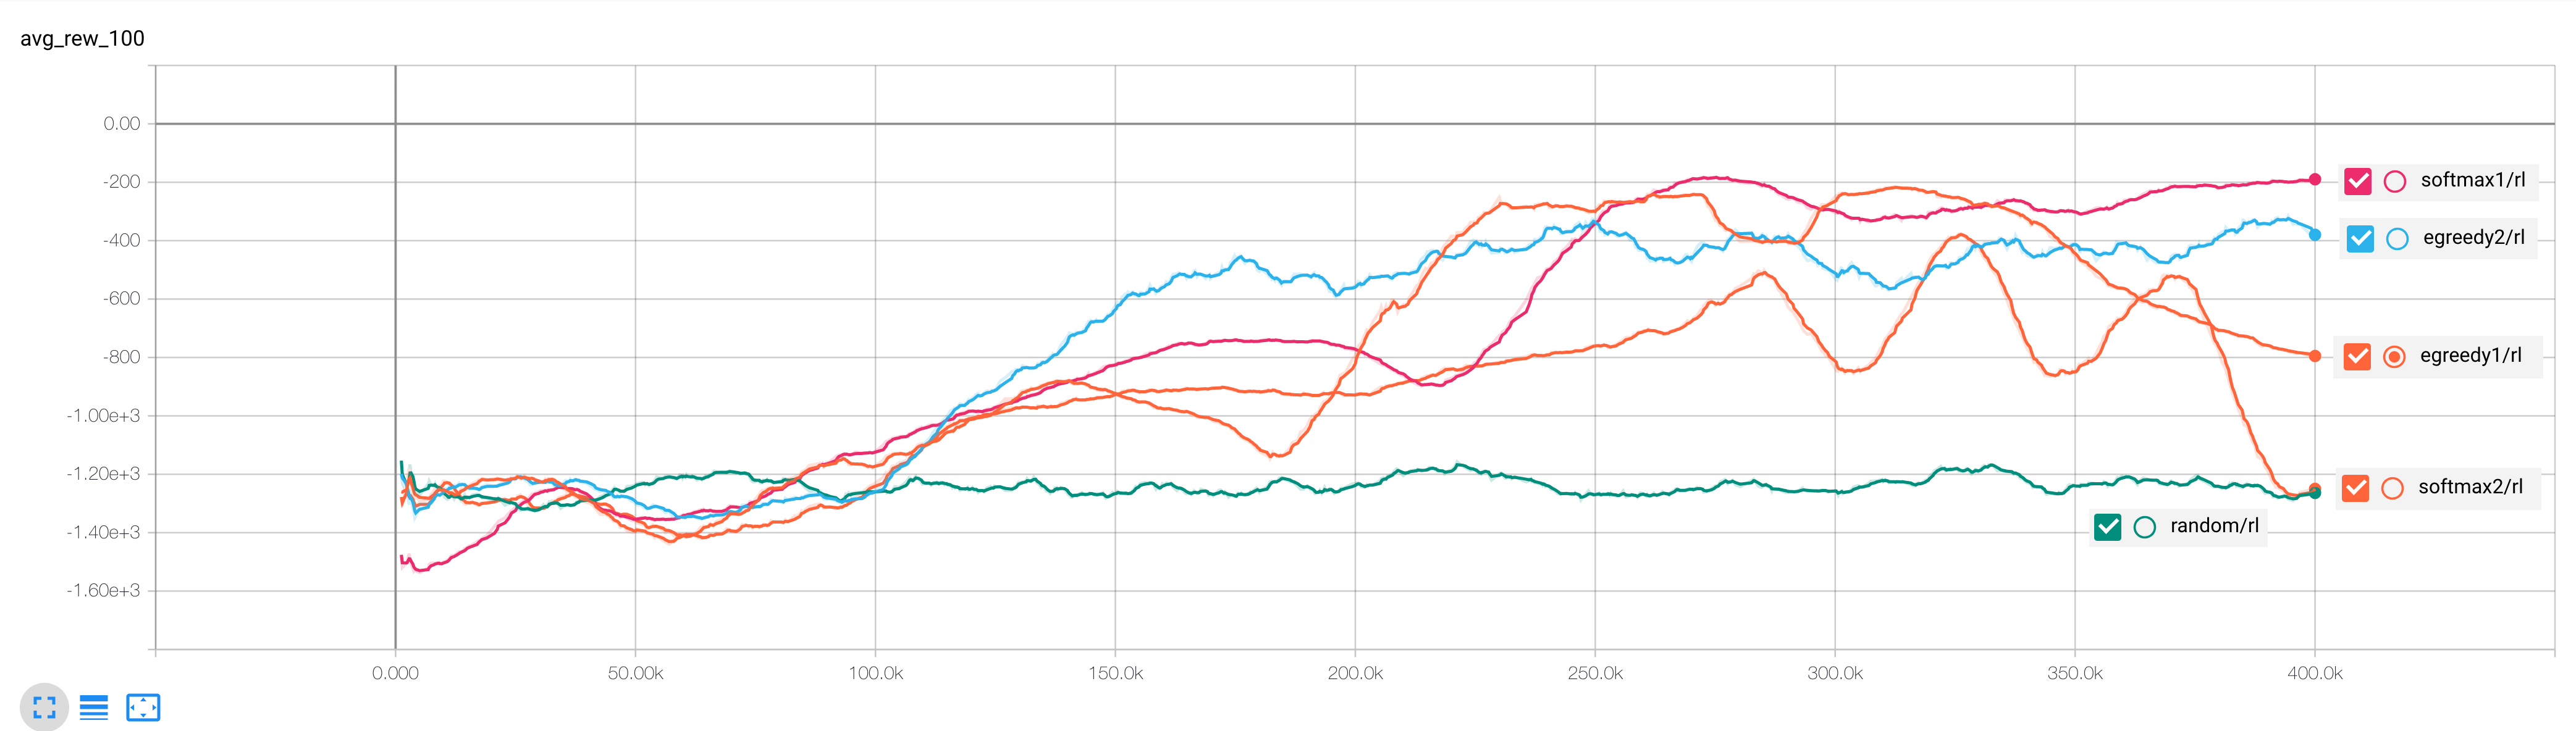 avg_rew_100
0.00
-200
-400
-600
-800
-1.00e+3
-1.20e+3
-1.40e+3
-1.60e+3
0.000 50.00k 100.0k 150.0k 200.0k 250.0k 300.0k 350.0k 400.0k
softmax1/rl
egreedy2/rl
egreedy1/rl
softmax2/rl
random/rl